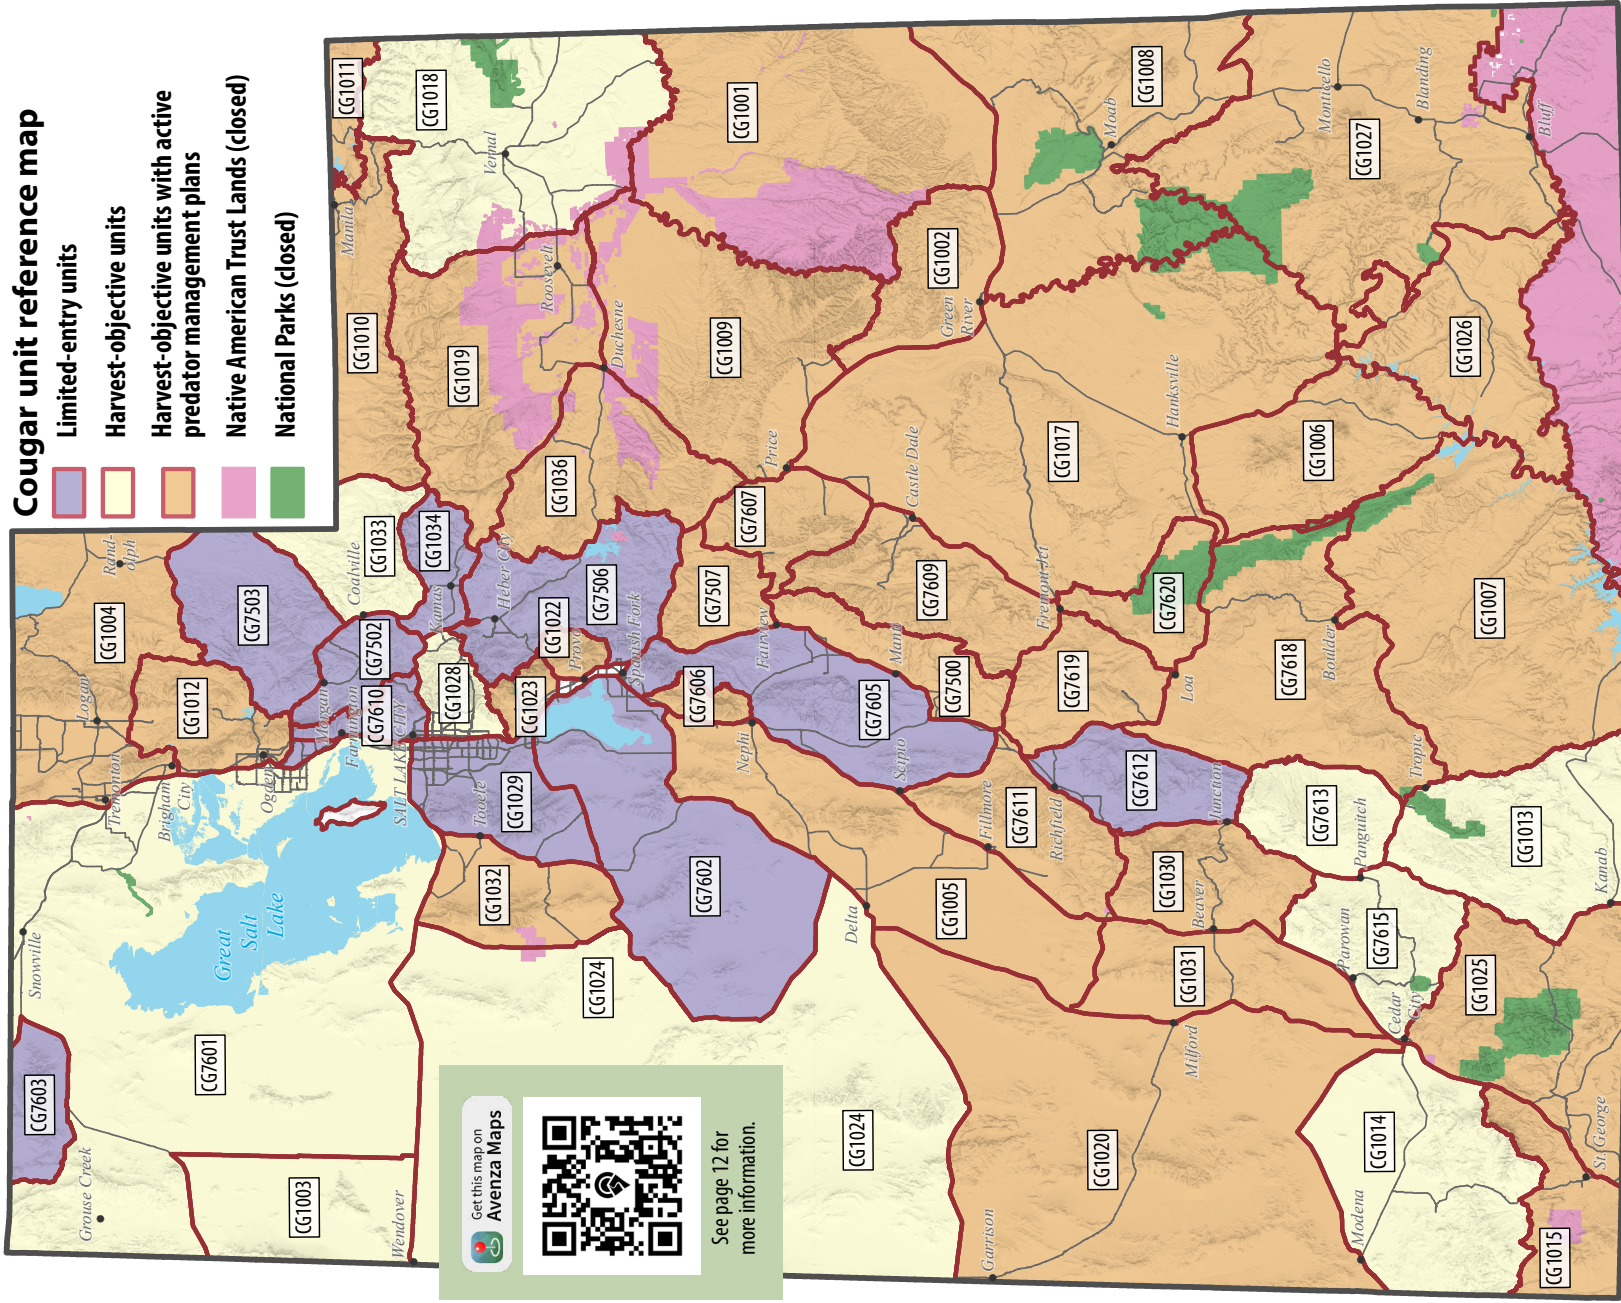 Cougar unit reference map
Limited-entry units
Harvest-objective units
Harvest-objective units with active
predator management plans
Native American Trust Lands (closed)
National Parks (closed)
CG7603
Grouse Creek
Snowville
CG7601
CG1003
Wendover
Great
Salt
Lake
Tremonton
Logan
Rand-
olph
CG1004
CG1012
Brigham
City
Ogden
CG7503
Morgan
Farmington
CG7502
CG7610
Coalville
CG1033
SALT LAKE CITY
CG1028
Kamas
CG1034
Manila
CG1011
CG1010
CG1018
Vernal
CG1019
Roosevelt
Duchesne
CG1036
Heber City
CG7506
CG1022
Provo
CG1023
Spanish Fork
Tooele
CG1029
CG1032
CG1024
CG7602
CG7606
CG7507
CG7607
Price
CG1009
CG1001
CG1002
Green
River
Fairview
Nephi
CG7605
CG7500
Manti
CG7609
Castle Dale
Scipio
Delta
CG1024
CG1005
Fillmore
CG7611
Richfield
CG7612
CG7619
Fremont Jct
CG7620
Loa
CG1017
Hanksville
CG1006
Moab
CG1008
Monticello
CG1027
Blanding
Bluff
CG1026
CG1007
Boulder
CG7618
Junction
CG1030
Beaver
CG1031
Milford
Garrison
CG1020
CG7613
Panguitch
Tropic
CG1013
Kanab
CG7615
Parowan
Cedar
City
CG1025
CG1014
Modena
St. George
CG1015
Get this map on
Avenza Maps
See page 12 for
more information.